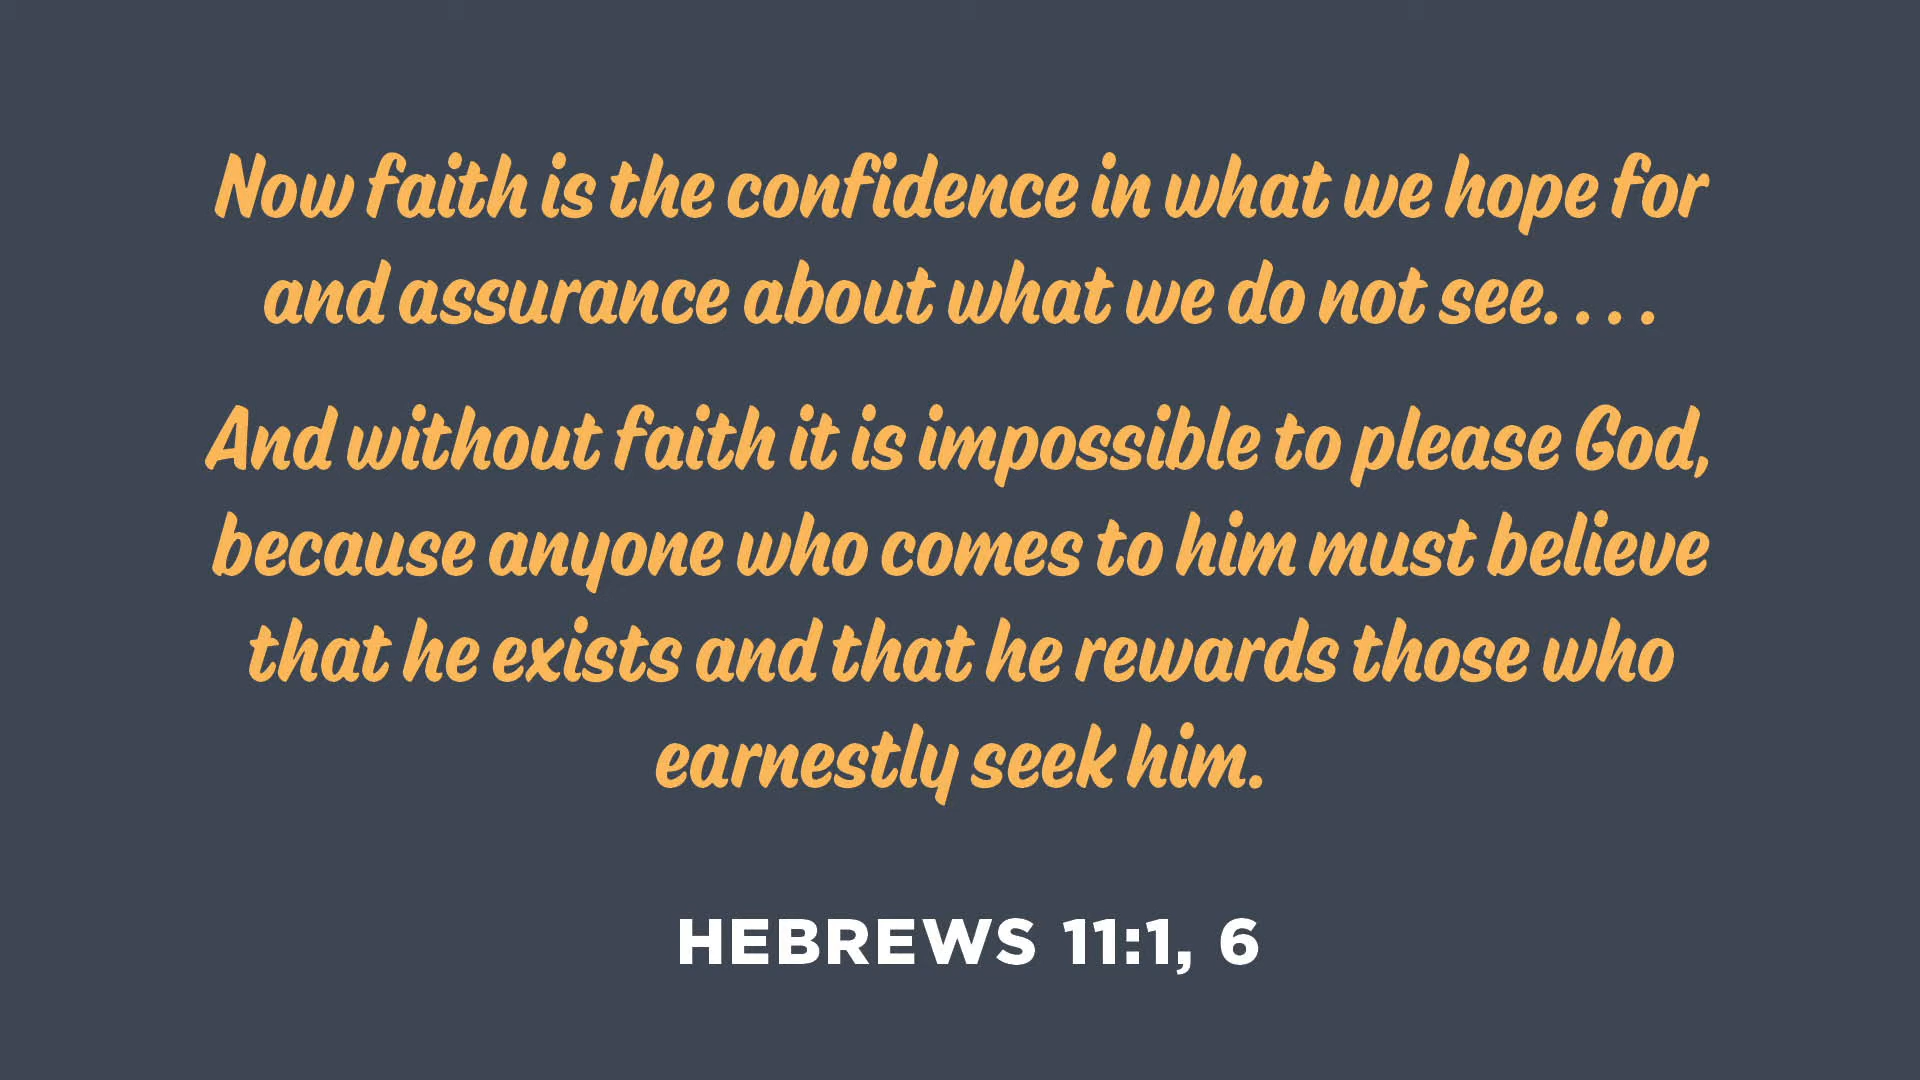 Now faith is the confidence in what we hope for
and assurance about what we do not see. . . .
And without faith it is impossible to please God,
because anyone who comes to him must believe
that he exists and that he rewards those who
earnestly seek him.
HEBREWS 11:1, 6